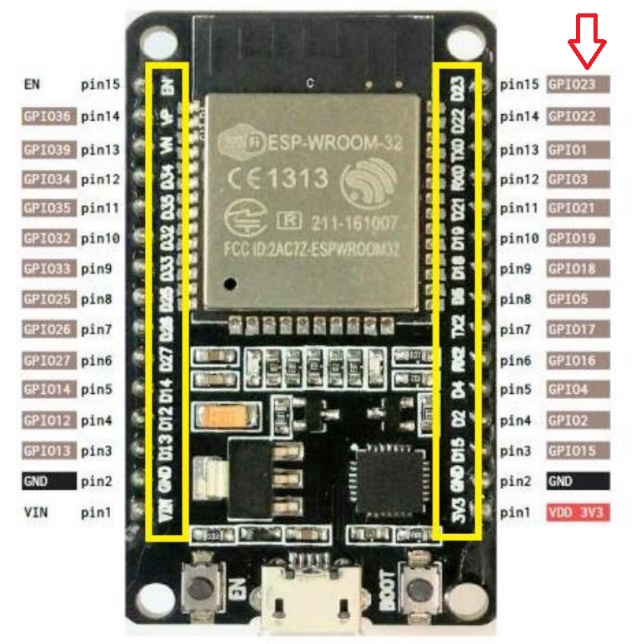 EN pin15 EN C D23 pin15 GPIO23
GPIO36 pin14 VP D22 pin14 GPIO22
GPIO39 pin13 VN ESP-WROOM-32 TX0 pin13 GPIO1
GPIO34 pin12 D34 CE1313 RX0 pin12 GPIO3
GPIO35 pin11 D35 R 211-161007 D21 pin11 GPIO21
GPIO32 pin10 D32 FCC ID:2AC7Z-ESPWROOM32 D19 pin10 GPIO19
GPIO33 pin9 D33 D18 pin9 GPIO18
GPIO25 pin8 D25 D5 pin8 GPIO5
GPIO26 pin7 D26 TX2 pin7 GPIO17
GPIO27 pin6 D27 RX2 pin6 GPIO16
GPIO14 pin5 D14 D4 pin5 GPIO4
GPIO12 pin4 D12 D2 pin4 GPIO2
GPIO13 pin3 D13 D15 pin3 GPIO15
GND pin2 GND GND pin2 GND
VIN pin1 VIN 3V3 pin1 VDD 3V3
EN BOOT